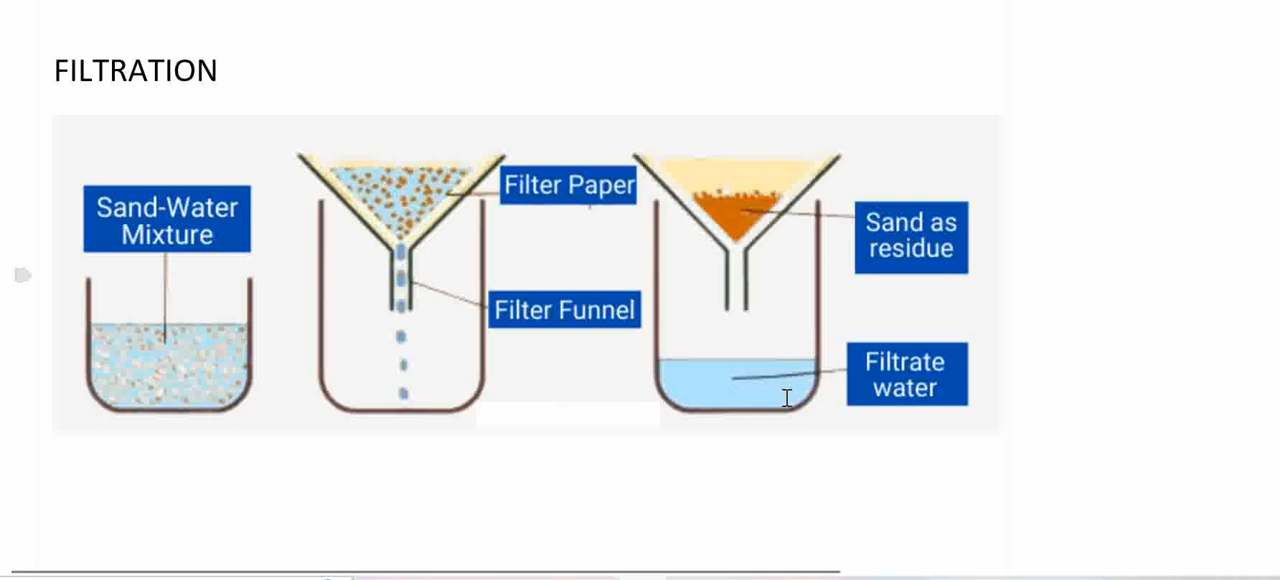 FILTRATION
Sand-Water
Mixture
Filter Paper
Filter Funnel
Sand as
residue
Filtrate
water